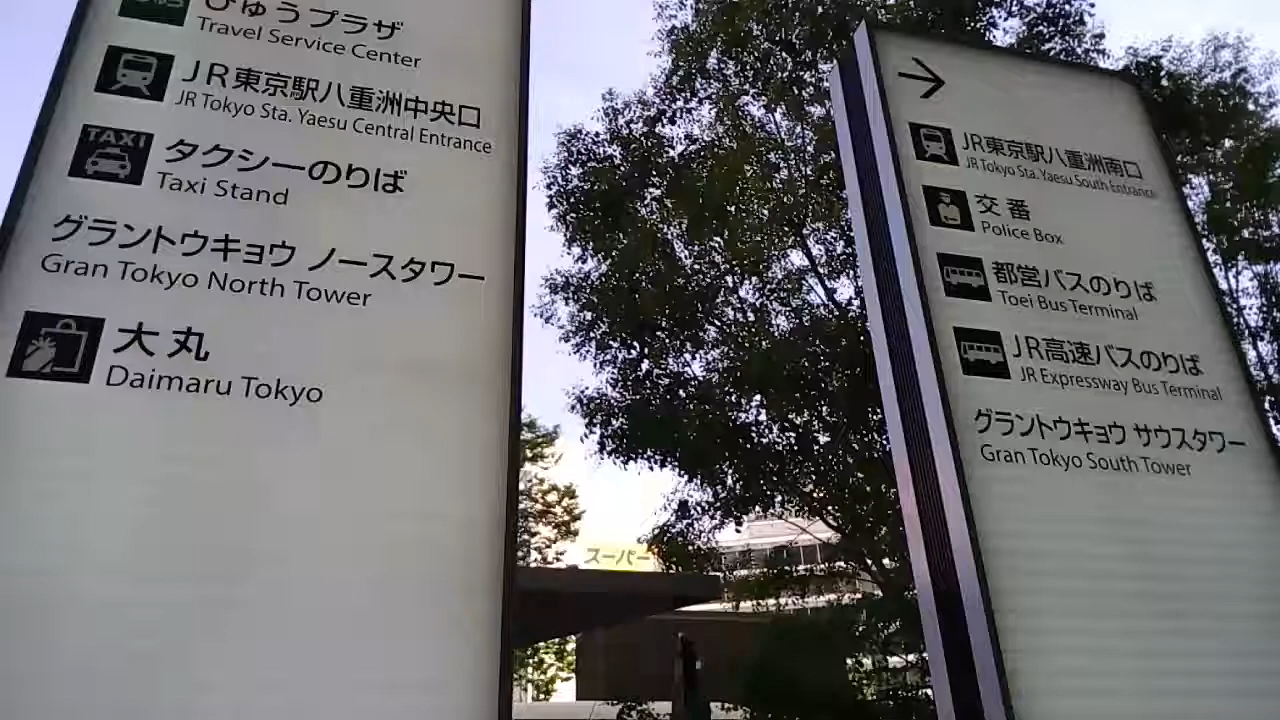 びゅうプラザ
Travel Service Center
JR東京駅八重洲中央口
JR Tokyo Sta. Yaesu Central Entrance
TAXI
タクシーのりば
Taxi Stand
グラントウキョウ ノースタワー
Gran Tokyo North Tower
大丸
Daimaru Tokyo
JR東京駅八重洲南口
JR Tokyo Sta. Yaesu South Entrance
交番
Police Box
都営バスのりば
Toei Bus Terminal
JR高速バスのりば
JR Expressway Bus Terminal
グラントウキョウ サウスタワー
Gran Tokyo South Tower
スーパー